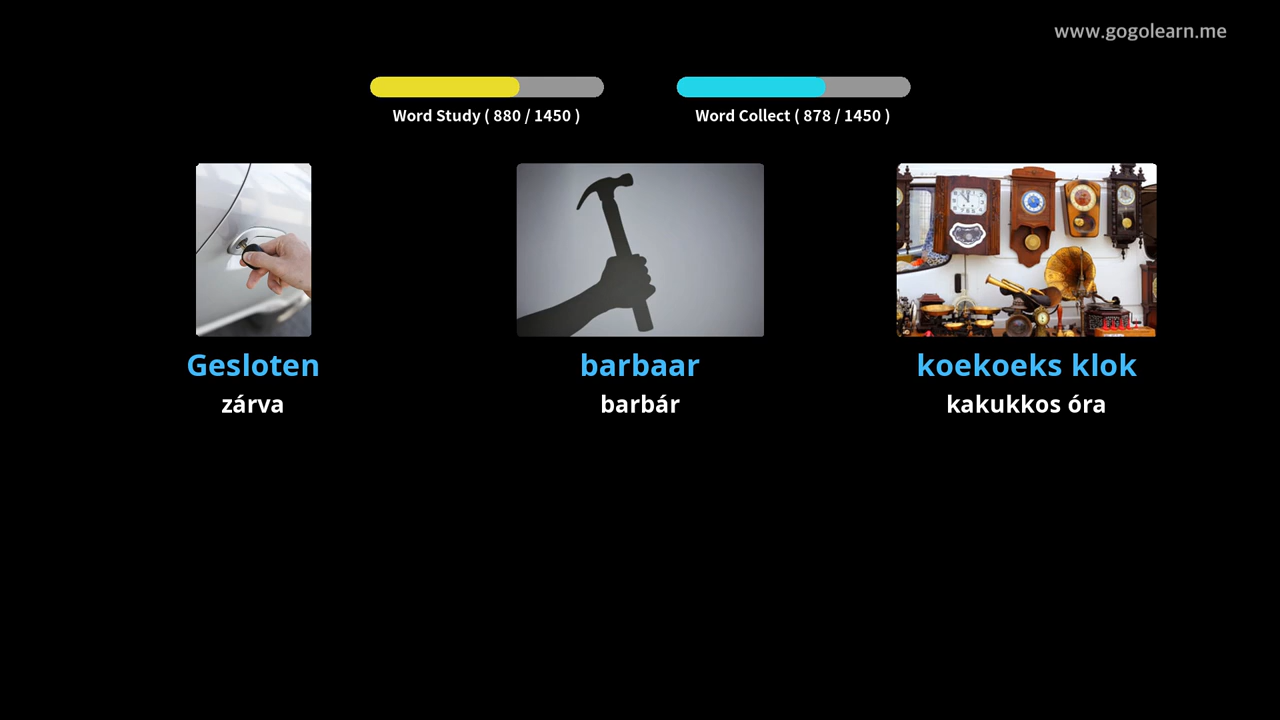 www.gogolearn.me
Word Study ( 880 / 1450 )
Word Collect ( 878 / 1450 )
Gesloten
barbaar
koekoeks klok
zárva
barbár
kakukkos óra